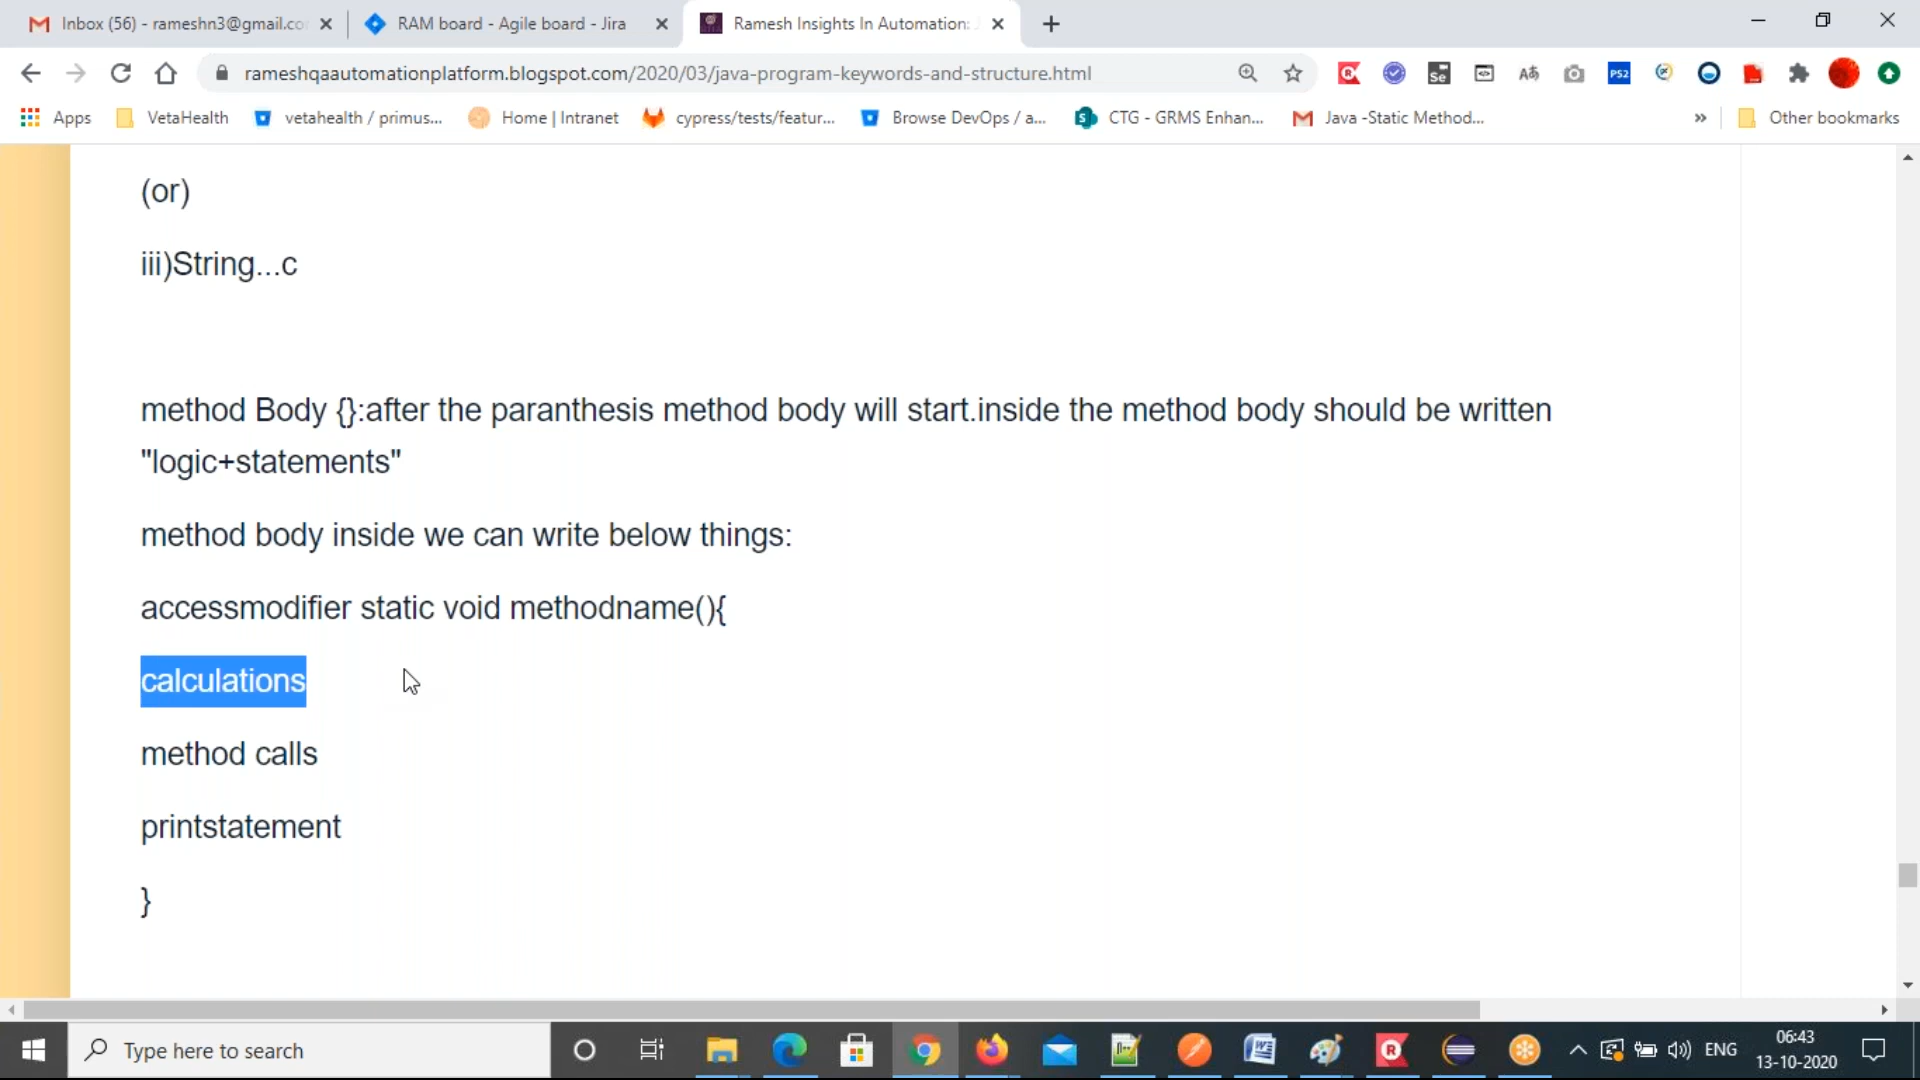 Inbox (56) - rameshn3@gmail.co
RAM board - Agile board - Jira
Ramesh Insights In Automation:
rameshqaautomationplatform.blogspot.com/2020/03/java-program-keywords-and-structure.html
Apps
VetaHealth
vetahealth / primus...
Home | Intranet
cypress/tests/featur...
Browse DevOps / a...
CTG - GRMS Enhan...
Java -Static Method...
»
Other bookmarks
(or)
iii)String...c
method Body {}:after the paranthesis method body will start.inside the method body should be written
"logic+statements"
method body inside we can write below things:
accessmodifier static void methodname(){
calculations
method calls
printstatement
}
Type here to search
ENG
06:43
13-10-2020